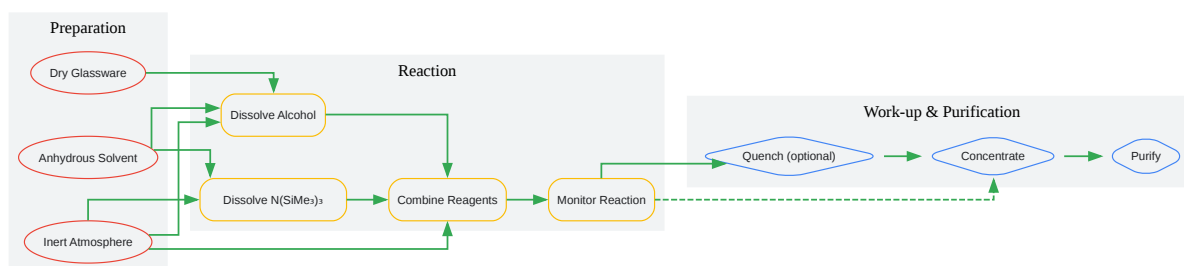 Preparation
Dry Glassware
Anhydrous Solvent
Inert Atmosphere
Reaction
Dissolve Alcohol
Dissolve N(SiMe₃)₃
Combine Reagents
Monitor Reaction
Work-up & Purification
Quench (optional)
Concentrate
Purify